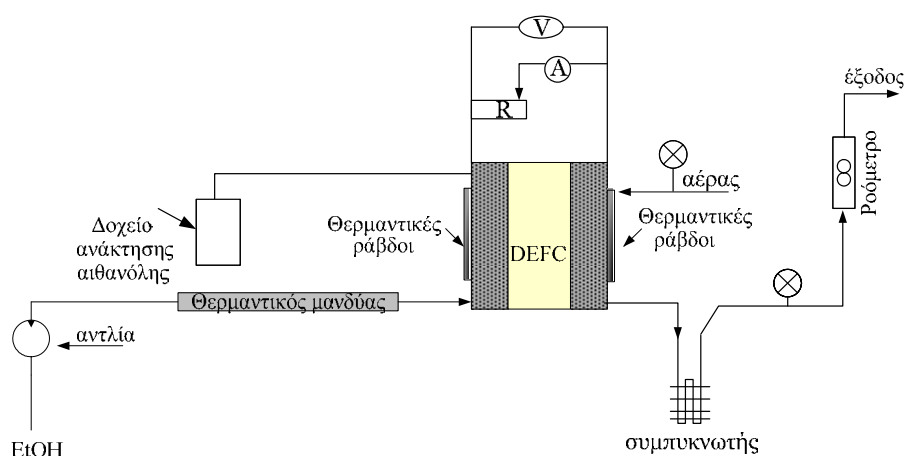 V
A
R
έξοδος
Ροόμετρο
αέρας
Δοχείο
ανάκτησης
αιθανόλης
Θερμαντικές
ράβδοι
DEFC
Θερμαντικές
ράβδοι
Θερμαντικός μανδύας
αντλία
EtOH
συμπυκνωτής